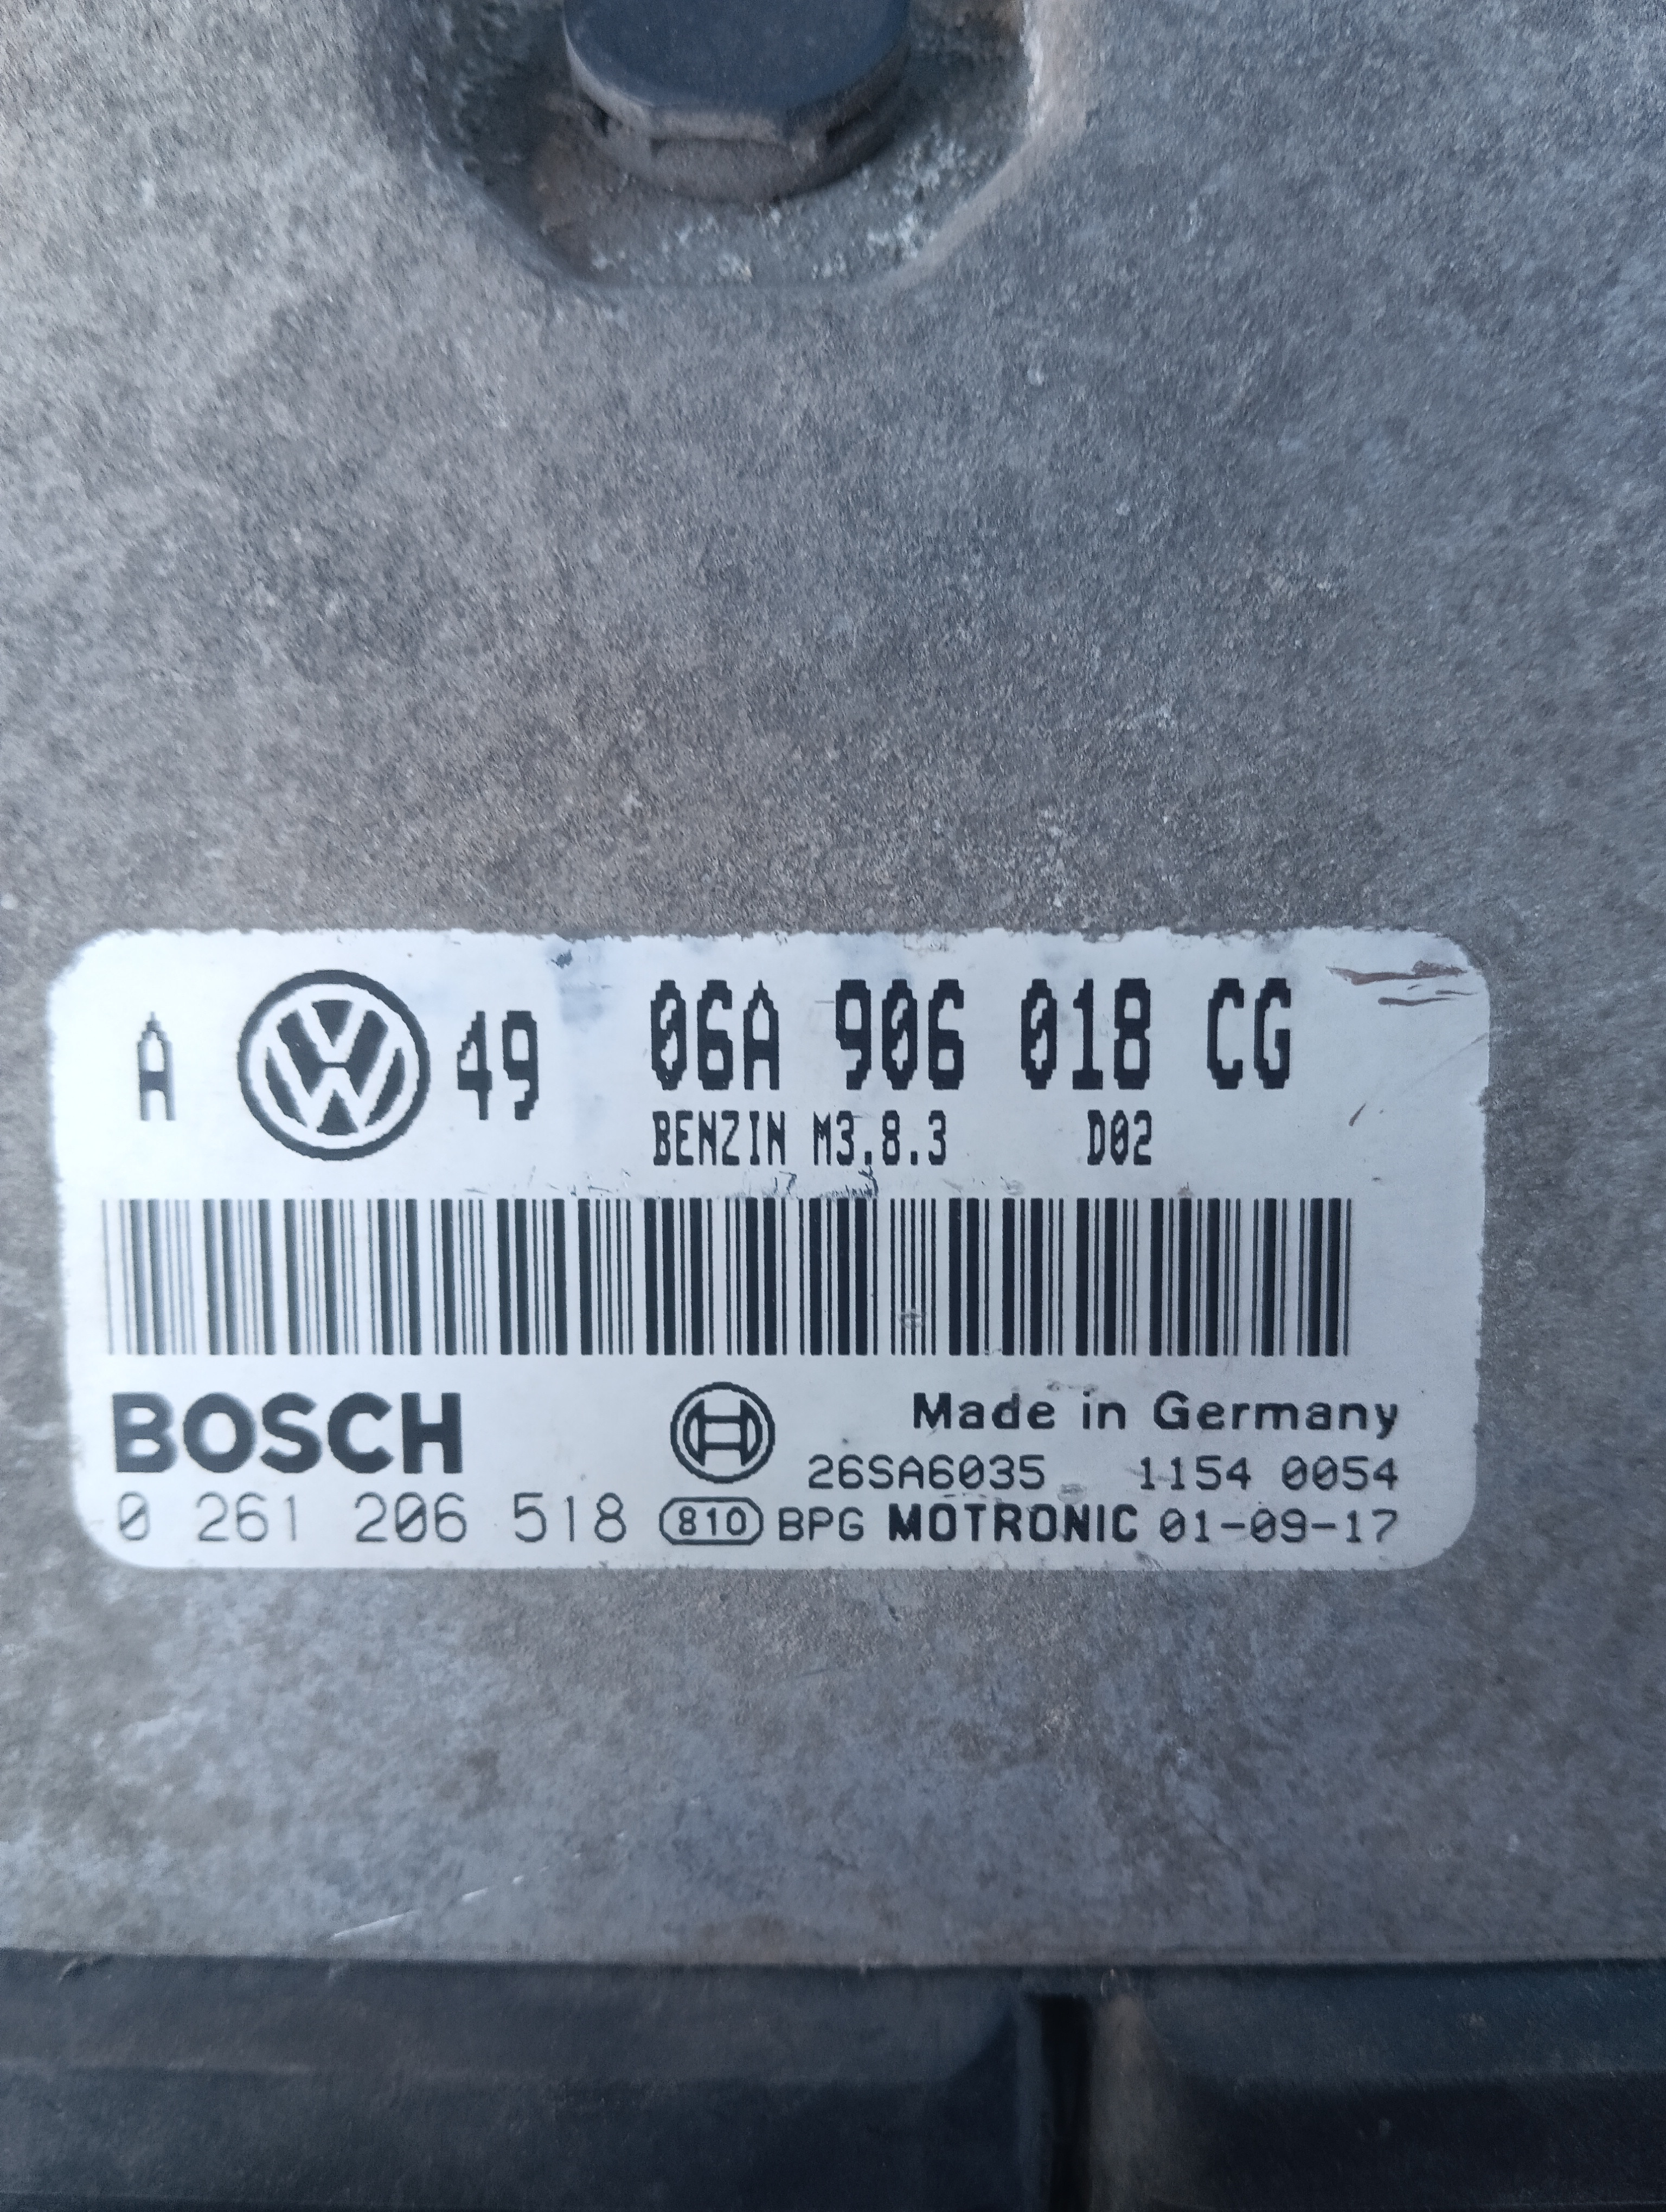 A VW 49 06A 906 018 CG
BENZIN M3.8.3 D02
BOSCH Made in Germany
26SA6035 1154 0054
0 261 206 518 810 BPG MOTRONIC 01-09-17